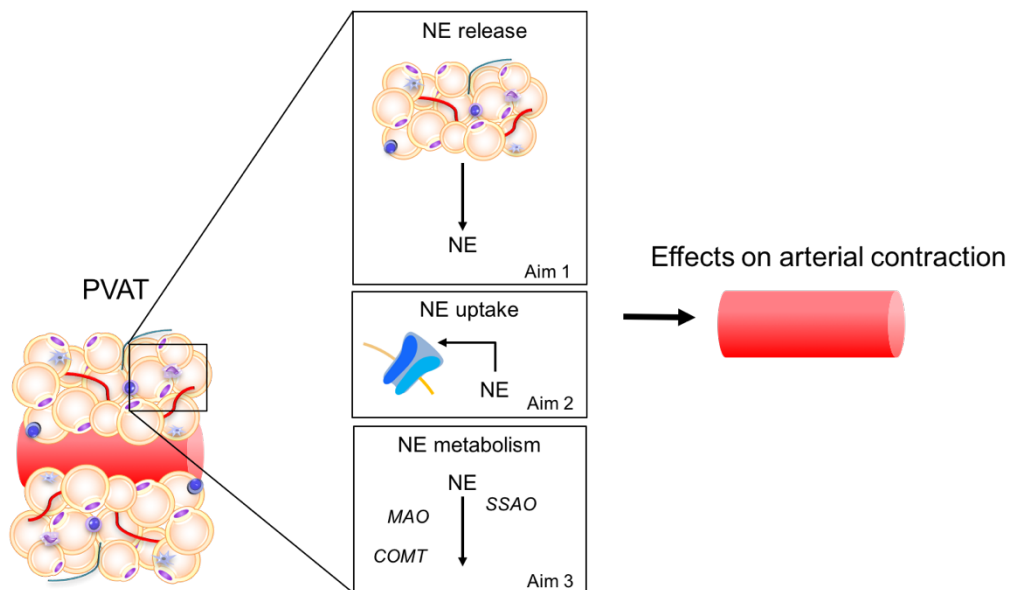 PVAT
NE release
NE
Aim 1
NE uptake
NE
Aim 2
NE metabolism
NE
MAO
SSAO
COMT
Aim 3
Effects on arterial contraction